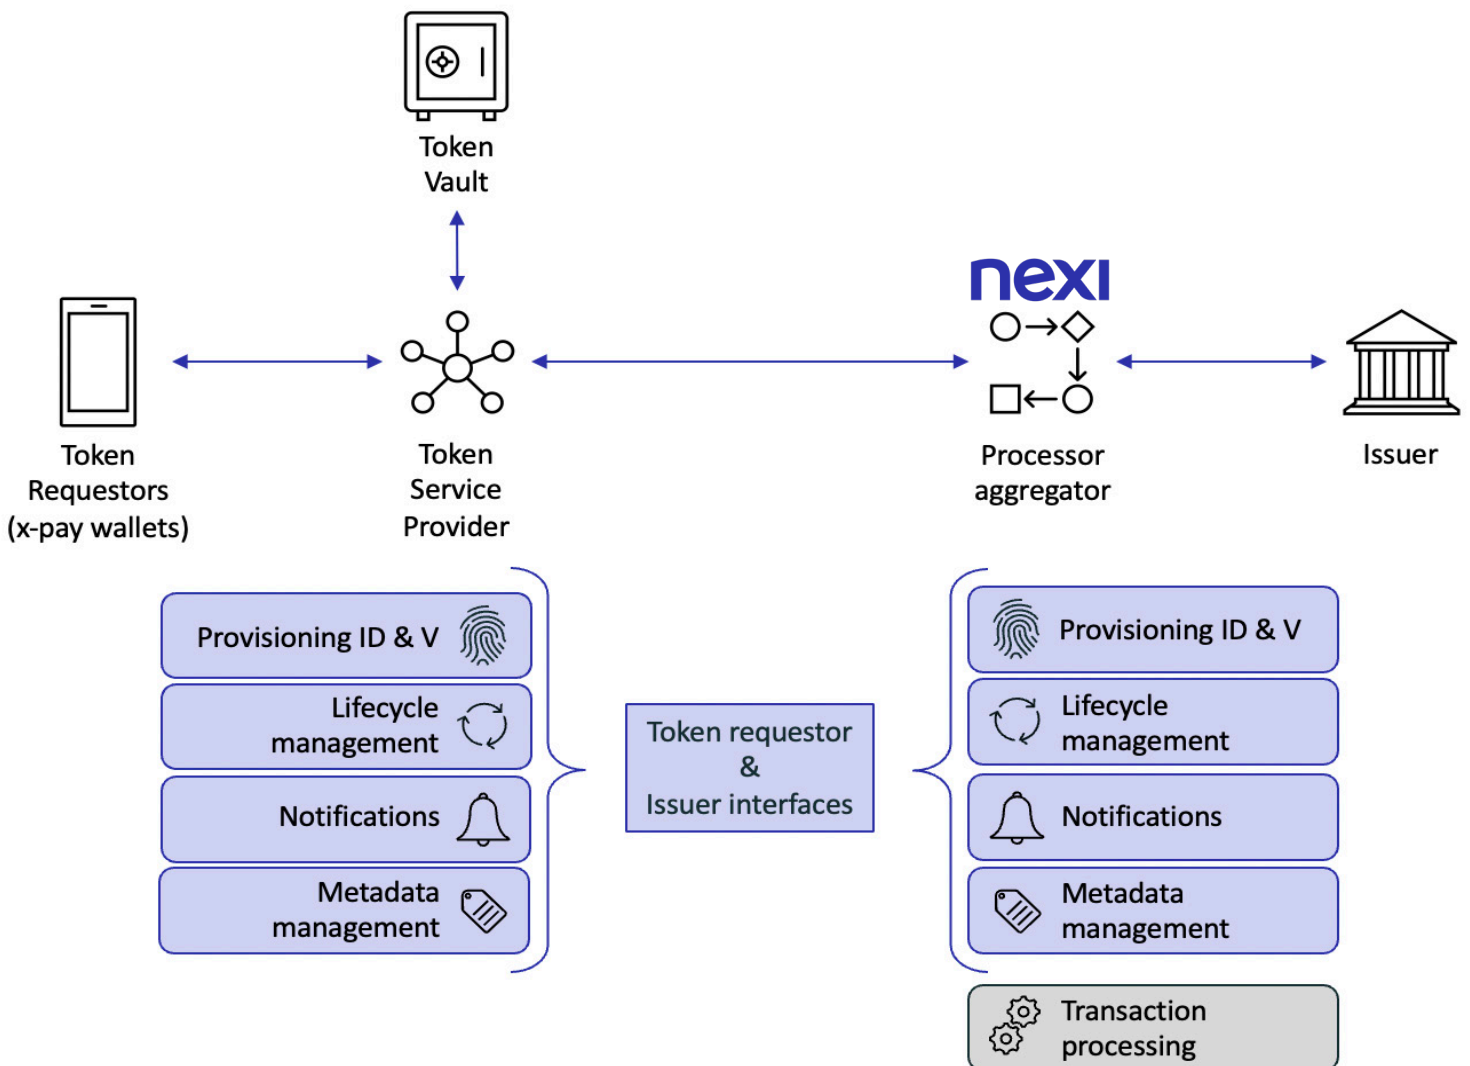 Token
Vault
nexi
Token
Requestors
(x-pay wallets)
Token
Service
Provider
Processor
aggregator
Issuer
Provisioning ID & V
Lifecycle
management
Notifications
Metadata
management
Token requestor
&
Issuer interfaces
Provisioning ID & V
Lifecycle
management
Notifications
Metadata
management
Transaction
processing